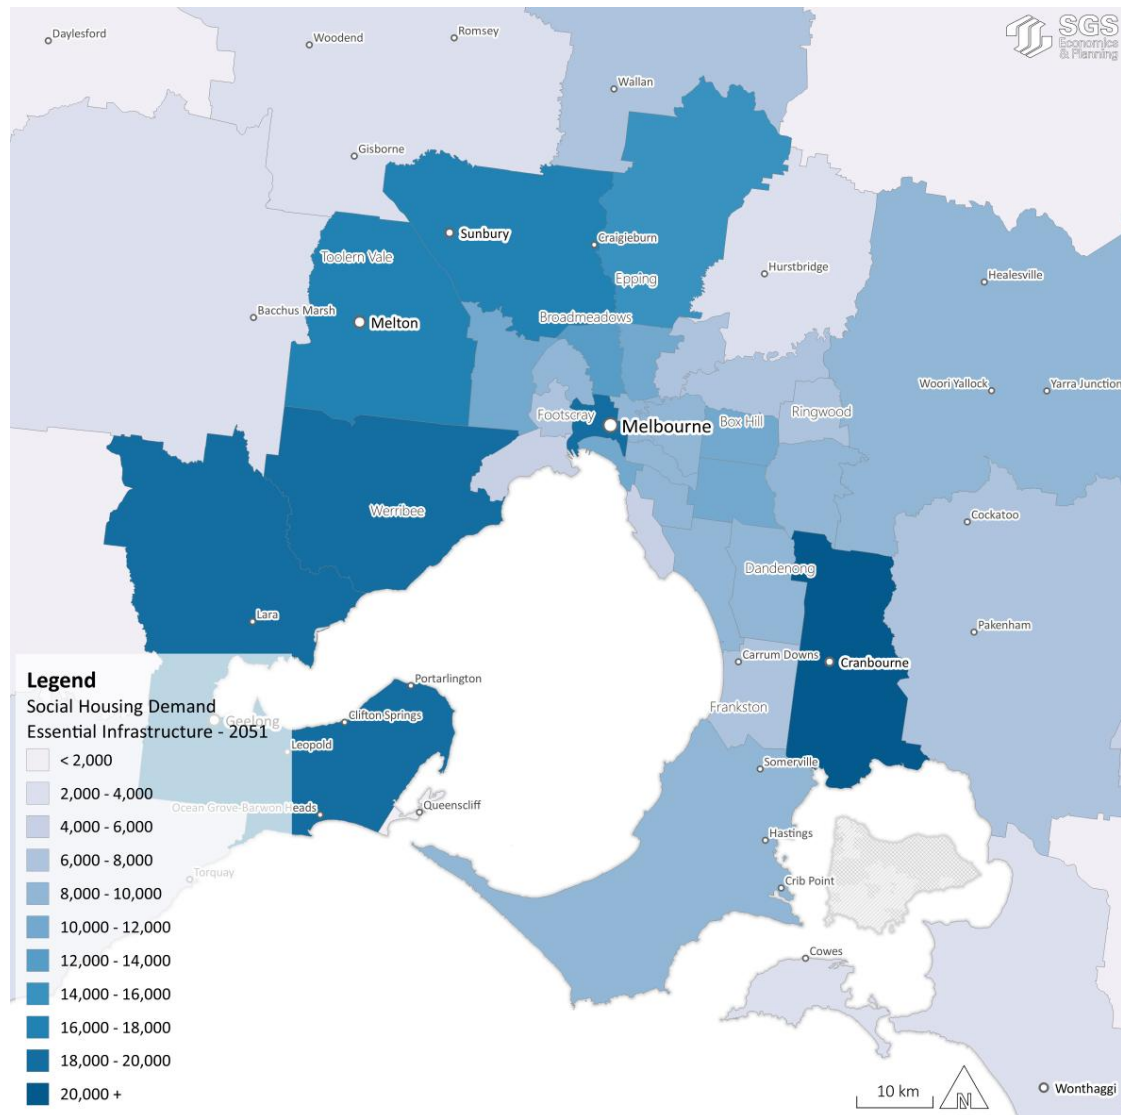 SGS
Economics
& Planning
Daylesford
Woodend
Romsey
Wallan
Gisborne
Sunbury
Craigieburn
Toolern Vale
Epping
Hurstbridge
Healesville
Bacchus Marsh
Melton
Broadmeadows
Woori Yallock
Yarra Junction
Footscray
Melbourne
Box Hill
Ringwood
Werribee
Cockatoo
Dandenong
Lara
Pakenham
Carrum Downs
Cranbourne
Portarlington
Frankston
Geelong
Clifton Springs
Leopold
Somerville
Ocean Grove-Barwon Heads
Queenscliff
Hastings
Torquay
Crib Point
Cowes
Wonthaggi
Legend
Social Housing Demand
Essential Infrastructure - 2051
< 2,000
2,000 - 4,000
4,000 - 6,000
6,000 - 8,000
8,000 - 10,000
10,000 - 12,000
12,000 - 14,000
14,000 - 16,000
16,000 - 18,000
18,000 - 20,000
20,000 +
10 km
N